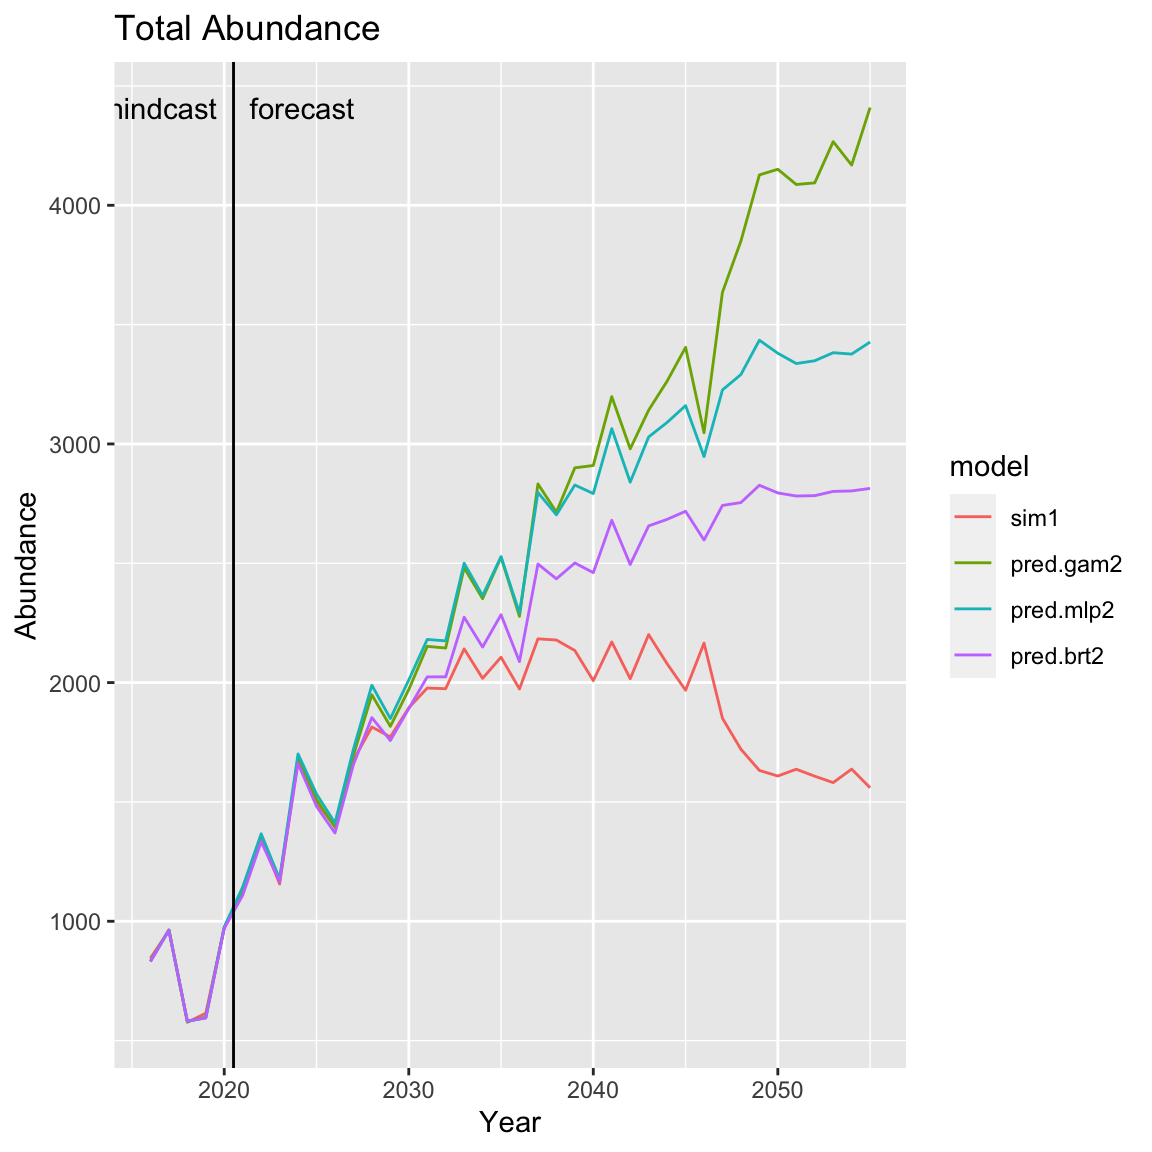 Total Abundance
hindcast forecast
4000
3000
2000
1000
Abundance
2020 2030 2040 2050
Year
model
sim1
pred.gam2
pred.mlp2
pred.brt2